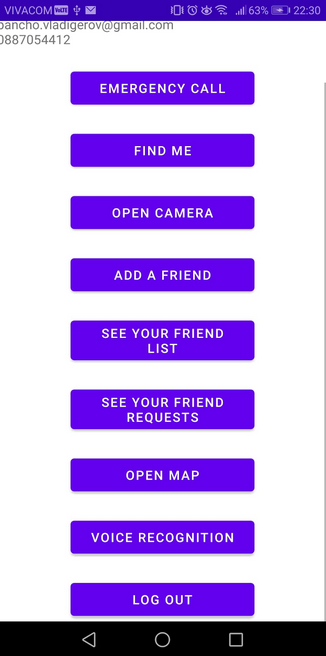 VIVACOM VoWiFi 63% 22:30
pancho.vladigerov@gmail.com
0887054412
EMERGENCY CALL
FIND ME
OPEN CAMERA
ADD A FRIEND
SEE YOUR FRIEND
LIST
SEE YOUR FRIEND
REQUESTS
OPEN MAP
VOICE RECOGNITION
LOG OUT